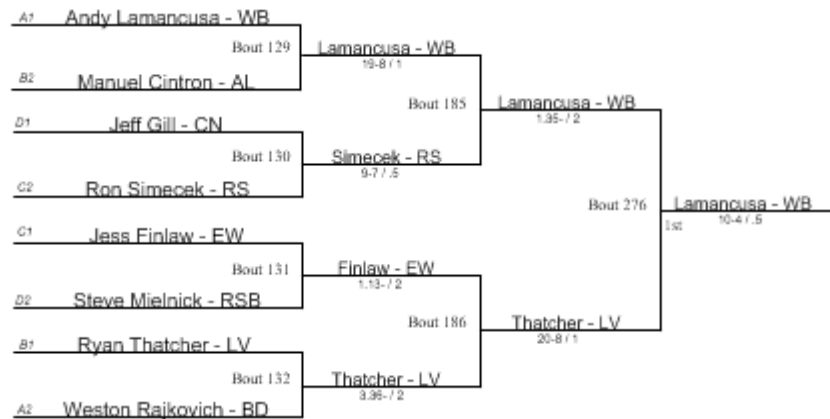 A1 Andy Lamancusa - WB
Bout 129
Lamancusa - WB
19-8 / 1
B2 Manuel Cintron - AL
Bout 185
Lamancusa - WB
1.35- / 2
D1 Jeff Gill - CN
Bout 130
Simecek - RS
9-7 / .5
C2 Ron Simecek - RS
Bout 276
Lamancusa - WB
1st
10-4 / .5
C1 Jess Finlaw - EW
Bout 131
Finlaw - EW
1.13- / 2
D2 Steve Mielnick - RSB
Bout 186
Thatcher - LV
20-8 / 1
B1 Ryan Thatcher - LV
Bout 132
Thatcher - LV
3.36- / 2
A2 Weston Rajkovich - BD